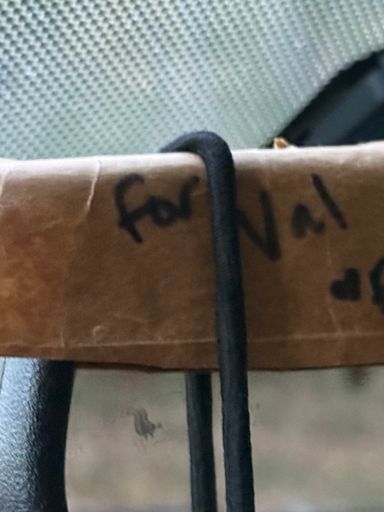 for Val
♥